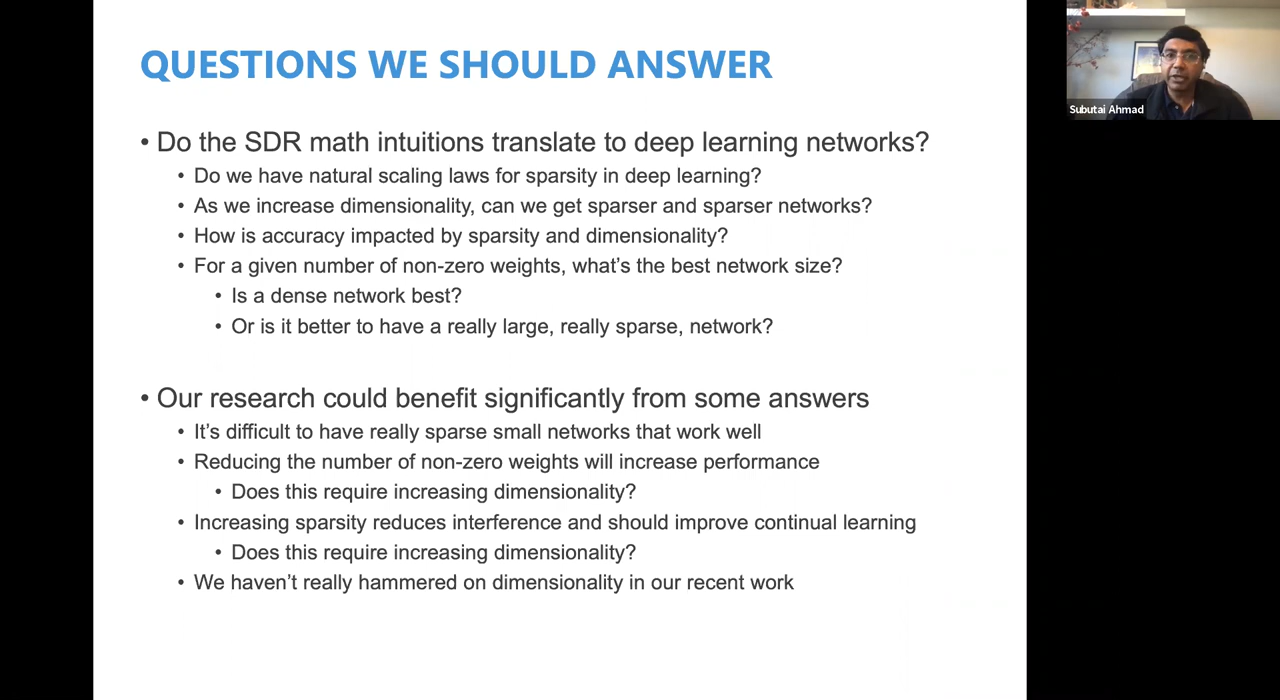 QUESTIONS WE SHOULD ANSWER
• Do the SDR math intuitions translate to deep learning networks?
• Do we have natural scaling laws for sparsity in deep learning?
• As we increase dimensionality, can we get sparser and sparser networks?
• How is accuracy impacted by sparsity and dimensionality?
• For a given number of non-zero weights, what's the best network size?
• Is a dense network best?
• Or is it better to have a really large, really sparse, network?
• Our research could benefit significantly from some answers
• It's difficult to have really sparse small networks that work well
• Reducing the number of non-zero weights will increase performance
• Does this require increasing dimensionality?
• Increasing sparsity reduces interference and should improve continual learning
• Does this require increasing dimensionality?
• We haven't really hammered on dimensionality in our recent work
Subutai Ahmad